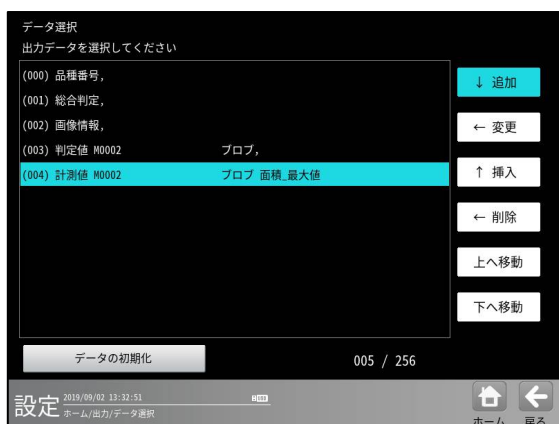 データ選択
出力データを選択してください
(000) 品種番号,
(001) 総合判定,
(002) 画像情報,
(003) 判定値 M0002 ブロブ,
(004) 計測値 M0002 ブロブ 面積_最大値
↓ 追加
← 変更
↑ 挿入
← 削除
上へ移動
下へ移動
データの初期化
005 / 256
設定
2019/09/02 13:32:51
ホーム/出力/データ選択
ホーム
戻る